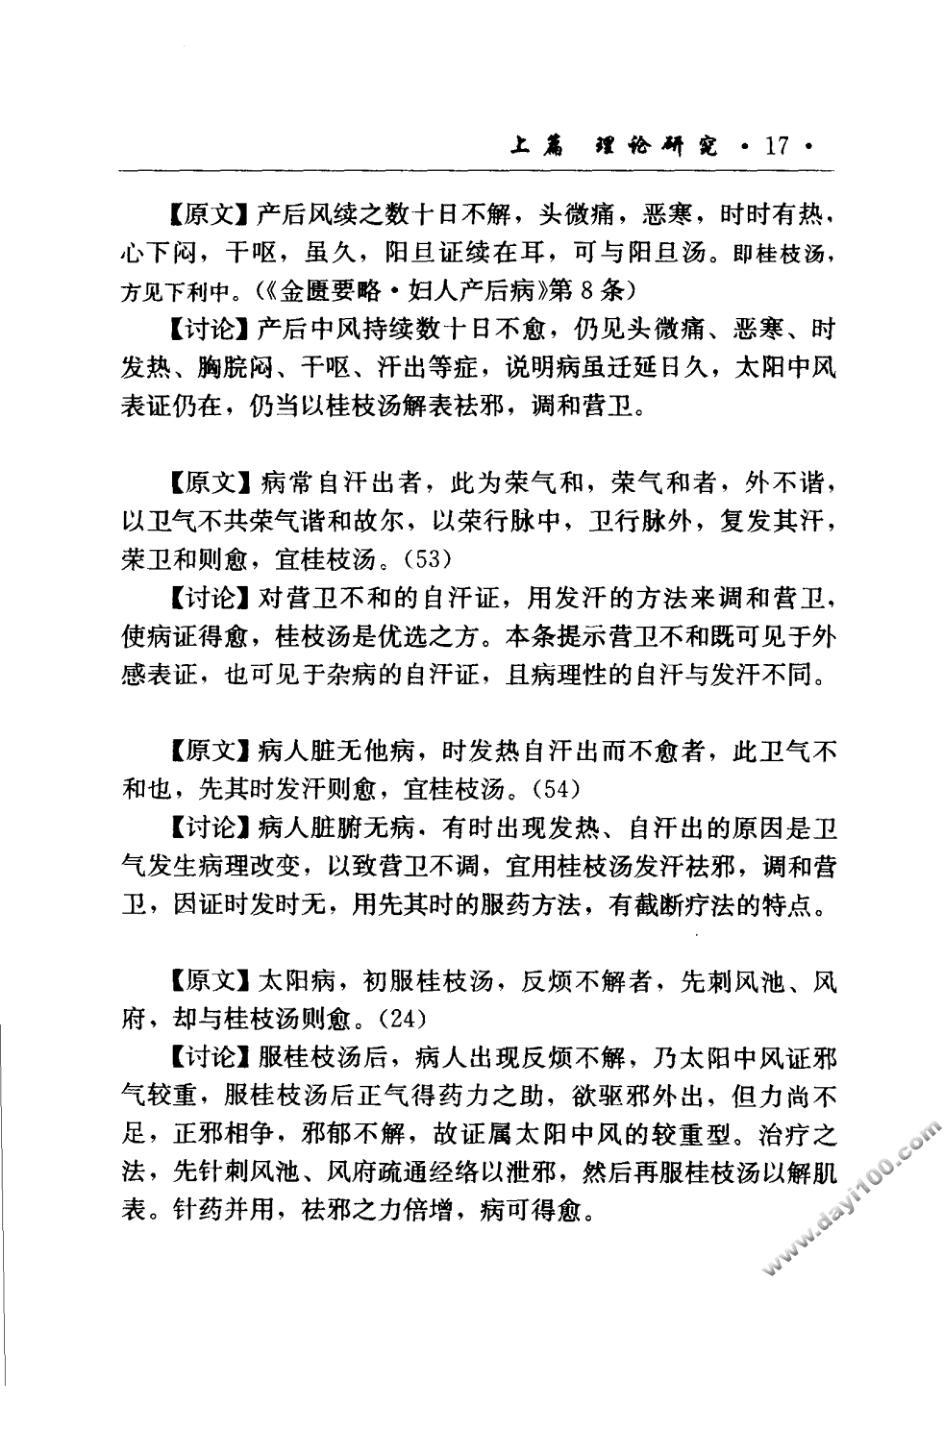 上篇 理论研究 · 17 ·
【原文】产后风续之数十日不解，头微痛，恶寒，时时有热，
心下闷，干呕，虽久，阳旦证续在耳，可与阳旦汤。即桂枝汤，
方见下利中。（《金匮要略·妇人产后病》第8条）
【讨论】产后中风持续数十日不愈，仍见头微痛、恶寒、时
发热、胸脘闷、干呕、汗出等症，说明病虽迁延日久，太阳中风
表证仍在，仍当以桂枝汤解表祛邪，调和营卫。
【原文】病常自汗出者，此为荣气和，荣气和者，外不谐，
以卫气不共荣气谐和故尔，以荣行脉中，卫行脉外，复发其汗，
荣卫和则愈，宜桂枝汤。（53）
【讨论】对营卫不和的自汗证，用发汗的方法来调和营卫，
使病证得愈，桂枝汤是优选之方。本条提示营卫不和既可见于外
感表证，也可见于杂病的自汗证，且病理性的自汗与发汗不同。
【原文】病人脏无他病，时发热自汗出而不愈者，此卫气不
和也，先其时发汗则愈，宜桂枝汤。（54）
【讨论】病人脏腑无病，有时出现发热、自汗出的原因是卫
气发生病理改变，以致营卫不调，宜用桂枝汤发汗祛邪，调和营
卫，因证时发时无，用先其时的服药方法，有截断疗法的特点。
【原文】太阳病，初服桂枝汤，反烦不解者，先刺风池、风
府，却与桂枝汤则愈。（24）
【讨论】服桂枝汤后，病人出现反烦不解，乃太阳中风证邪
气较重，服桂枝汤后正气得药力之助，欲驱邪外出，但力尚不
足，正邪相争，邪郁不解，故证属太阳中风的较重型。治疗之
法，先针刺风池、风府疏通经络以泄邪，然后再服桂枝汤以解肌
表。针药并用，祛邪之力倍增，病可得愈。
www.dayi100.com